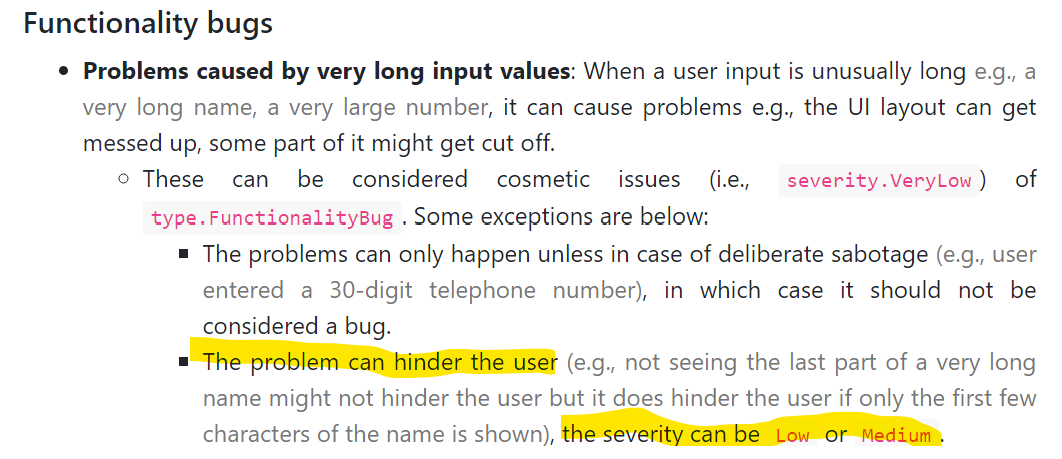 Functionality bugs
Problems caused by very long input values: When a user input is unusually long e.g., a
very long name, a very large number, it can cause problems e.g., the UI layout can get
messed up, some part of it might get cut off.
These can be considered cosmetic issues (i.e., severity.VeryLow) of
type.FunctionalityBug. Some exceptions are below:
The problems can only happen unless in case of deliberate sabotage (e.g., user
entered a 30-digit telephone number), in which case it should not be
considered a bug.
The problem can hinder the user (e.g., not seeing the last part of a very long
name might not hinder the user but it does hinder the user if only the first few
characters of the name is shown), the severity can be Low or Medium.